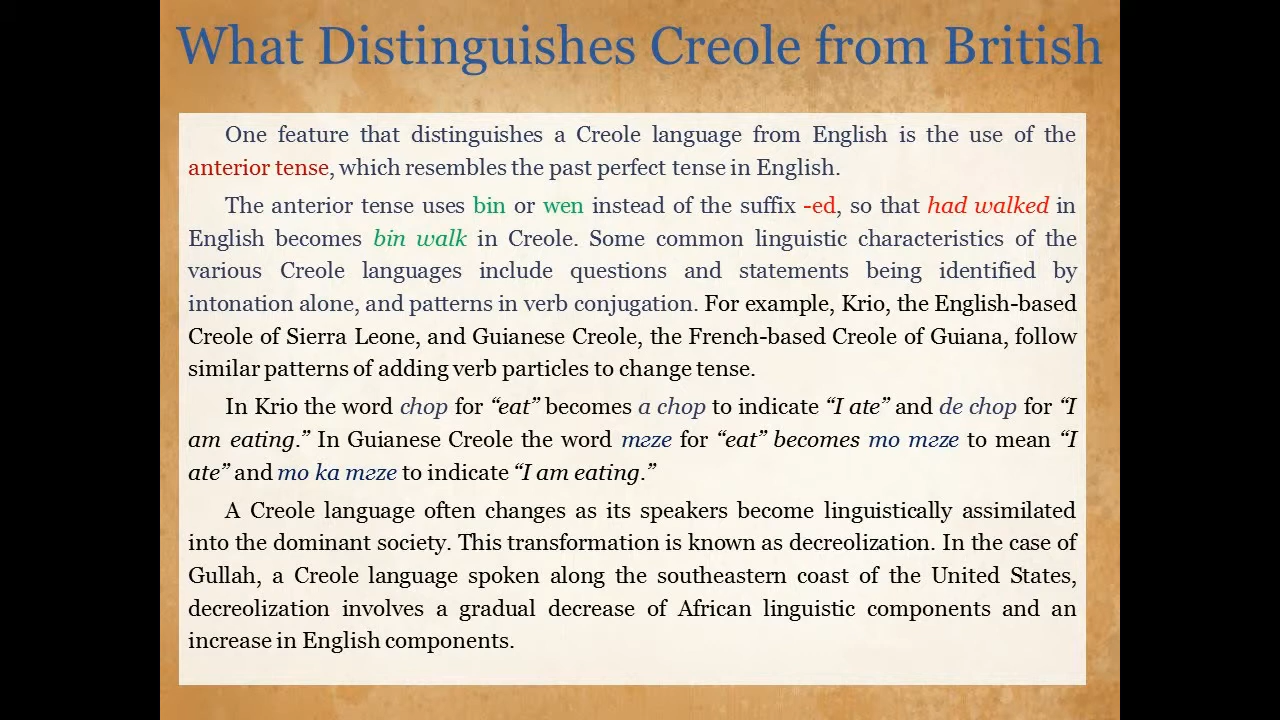 What Distinguishes Creole from British
One feature that distinguishes a Creole language from English is the use of the
anterior tense, which resembles the past perfect tense in English.
The anterior tense uses bin or wen instead of the suffix -ed, so that had walked in
English becomes bin walk in Creole. Some common linguistic characteristics of the
various Creole languages include questions and statements being identified by
intonation alone, and patterns in verb conjugation. For example, Krio, the English-based
Creole of Sierra Leone, and Guianese Creole, the French-based Creole of Guiana, follow
similar patterns of adding verb particles to change tense.
In Krio the word chop for “eat” becomes a chop to indicate “I ate” and de chop for “I
am eating.” In Guianese Creole the word mƨze for “eat” becomes mo mƨze to mean “I
ate” and mo ka mƨze to indicate “I am eating.”
A Creole language often changes as its speakers become linguistically assimilated
into the dominant society. This transformation is known as decreolization. In the case of
Gullah, a Creole language spoken along the southeastern coast of the United States,
decreolization involves a gradual decrease of African linguistic components and an
increase in English components.